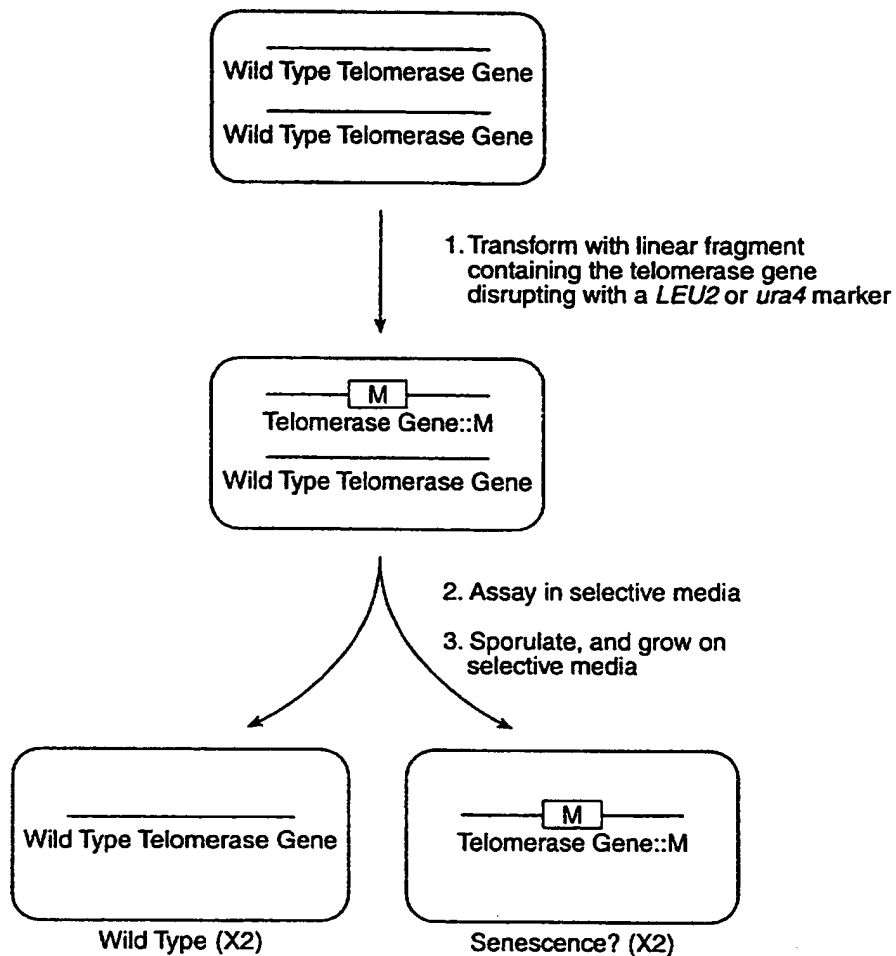 Wild Type Telomerase Gene
Wild Type Telomerase Gene
1. Transform with linear fragment
containing the telomerase gene
disrupting with a LEU2 or ura4 marker
M
Telomerase Gene::M
Wild Type Telomerase Gene
2. Assay in selective media
3. Sporulate, and grow on
selective media
Wild Type Telomerase Gene
M
Telomerase Gene::M
Wild Type (X2)
Senescence? (X2)